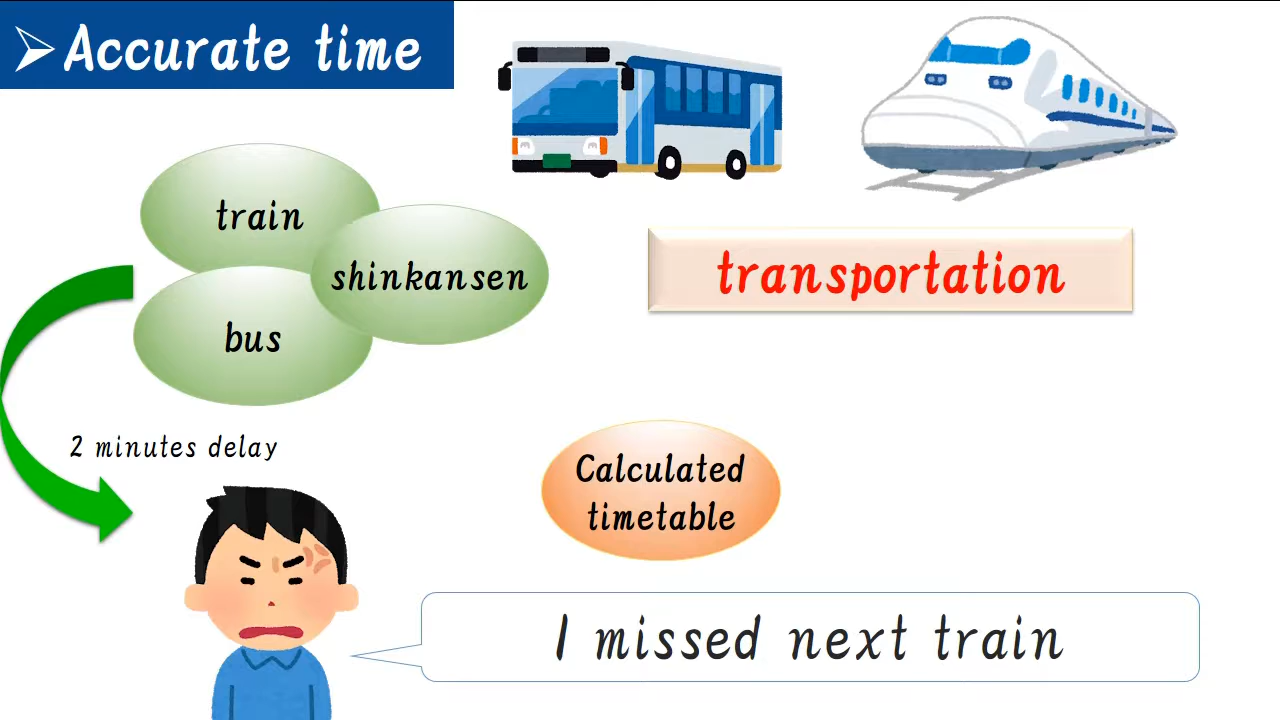 Accurate time
train
shinkansen
bus
transportation
2 minutes delay
Calculated
timetable
I missed next train